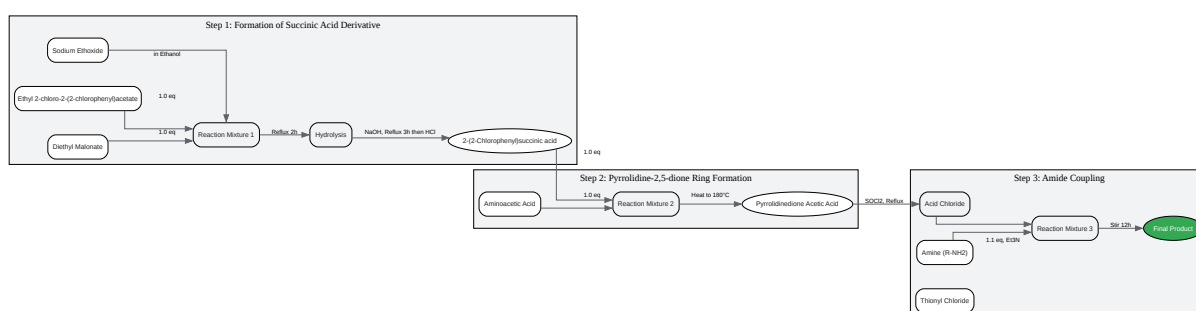 Step 1: Formation of Succinic Acid Derivative
Sodium Ethoxide
in Ethanol
Ethyl 2-chloro-2-(2-chlorophenyl)acetate
1.0 eq
1.0 eq
Diethyl Malonate
Reaction Mixture 1
Reflux 2h
Hydrolysis
NaOH, Reflux 3h then HCl
2-(2-Chlorophenyl)succinic acid
1.0 eq
Step 2: Pyrrolidine-2,5-dione Ring Formation
Aminoacetic Acid
1.0 eq
Reaction Mixture 2
Heat to 180°C
Pyrrolidinedione Acetic Acid
SOCl2, Reflux
Step 3: Amide Coupling
Acid Chloride
Amine (R-NH2)
1.1 eq, Et3N
Reaction Mixture 3
Stir 12h
Final Product
Thionyl Chloride